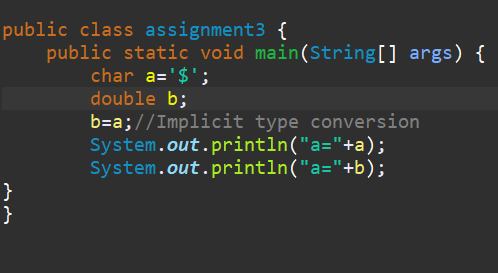 public class assignment3 {
    public static void main(String[] args) {
        char a='$';
        double b;
        b=a;//Implicit type conversion
        System.out.println("a="+a);
        System.out.println("a="+b);
}
}